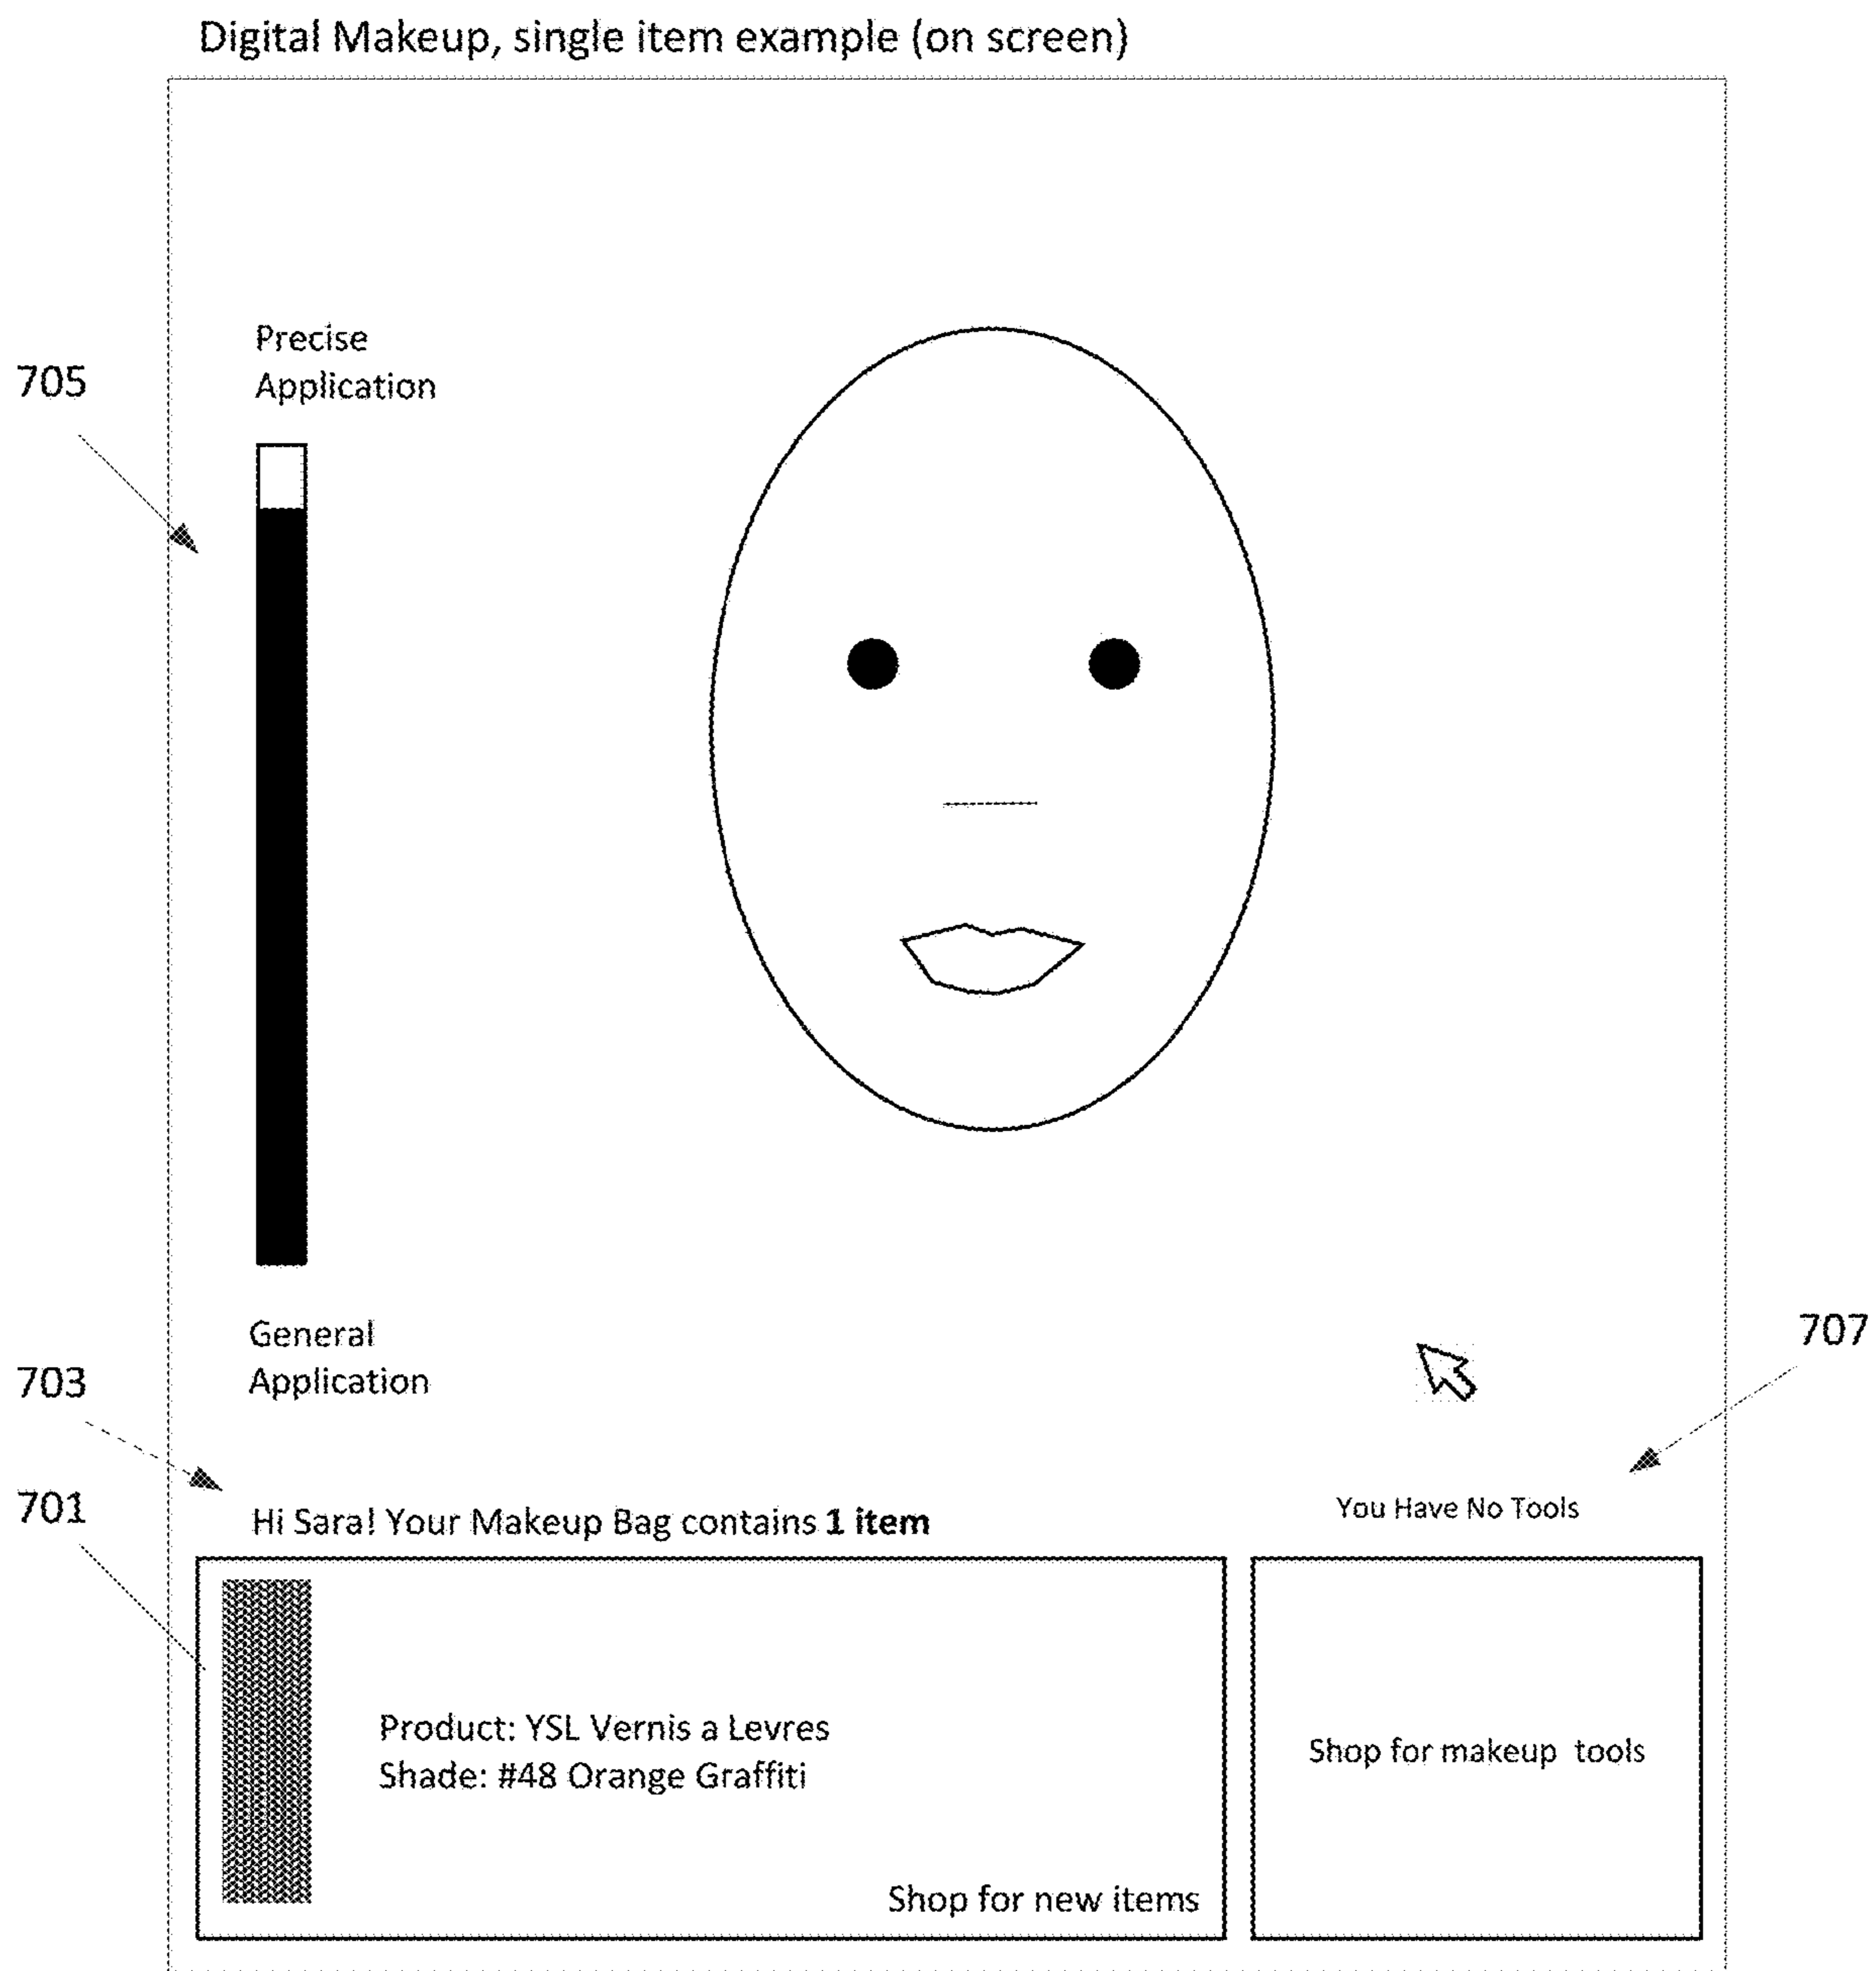 Digital Makeup, single item example (on screen)
Precise
Application
705
General
Application
707
703
701
Hi Sara! Your Makeup Bag contains 1 item
You Have No Tools
Product: YSL Vernis a Levres
Shade: #48 Orange Graffiti
Shop for makeup tools
Shop for new items